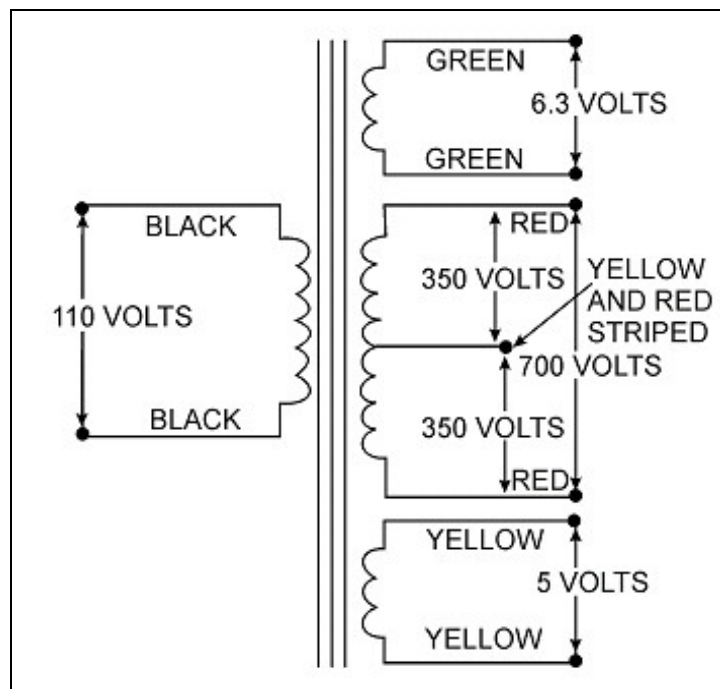 GREEN
6.3 VOLTS
GREEN
BLACK
110 VOLTS
BLACK
RED
350 VOLTS
YELLOW
AND RED
STRIPED
700 VOLTS
350 VOLTS
RED
YELLOW
5 VOLTS
YELLOW